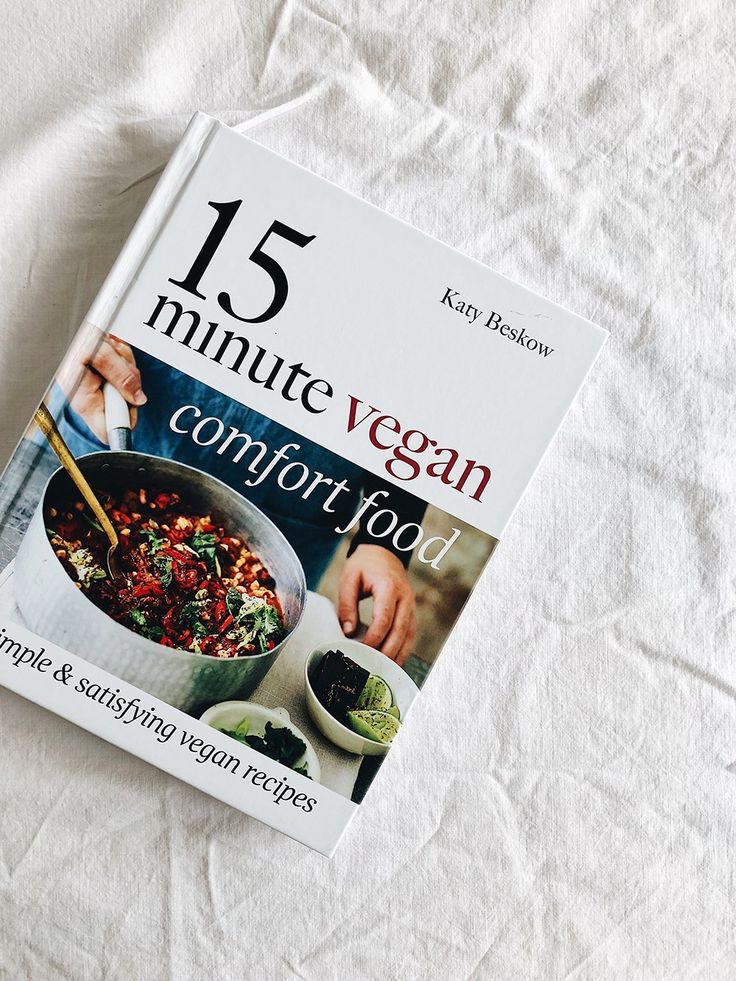 15
minute vegan
comfort food
Katy Beskow
imple & satisfying vegan recipes